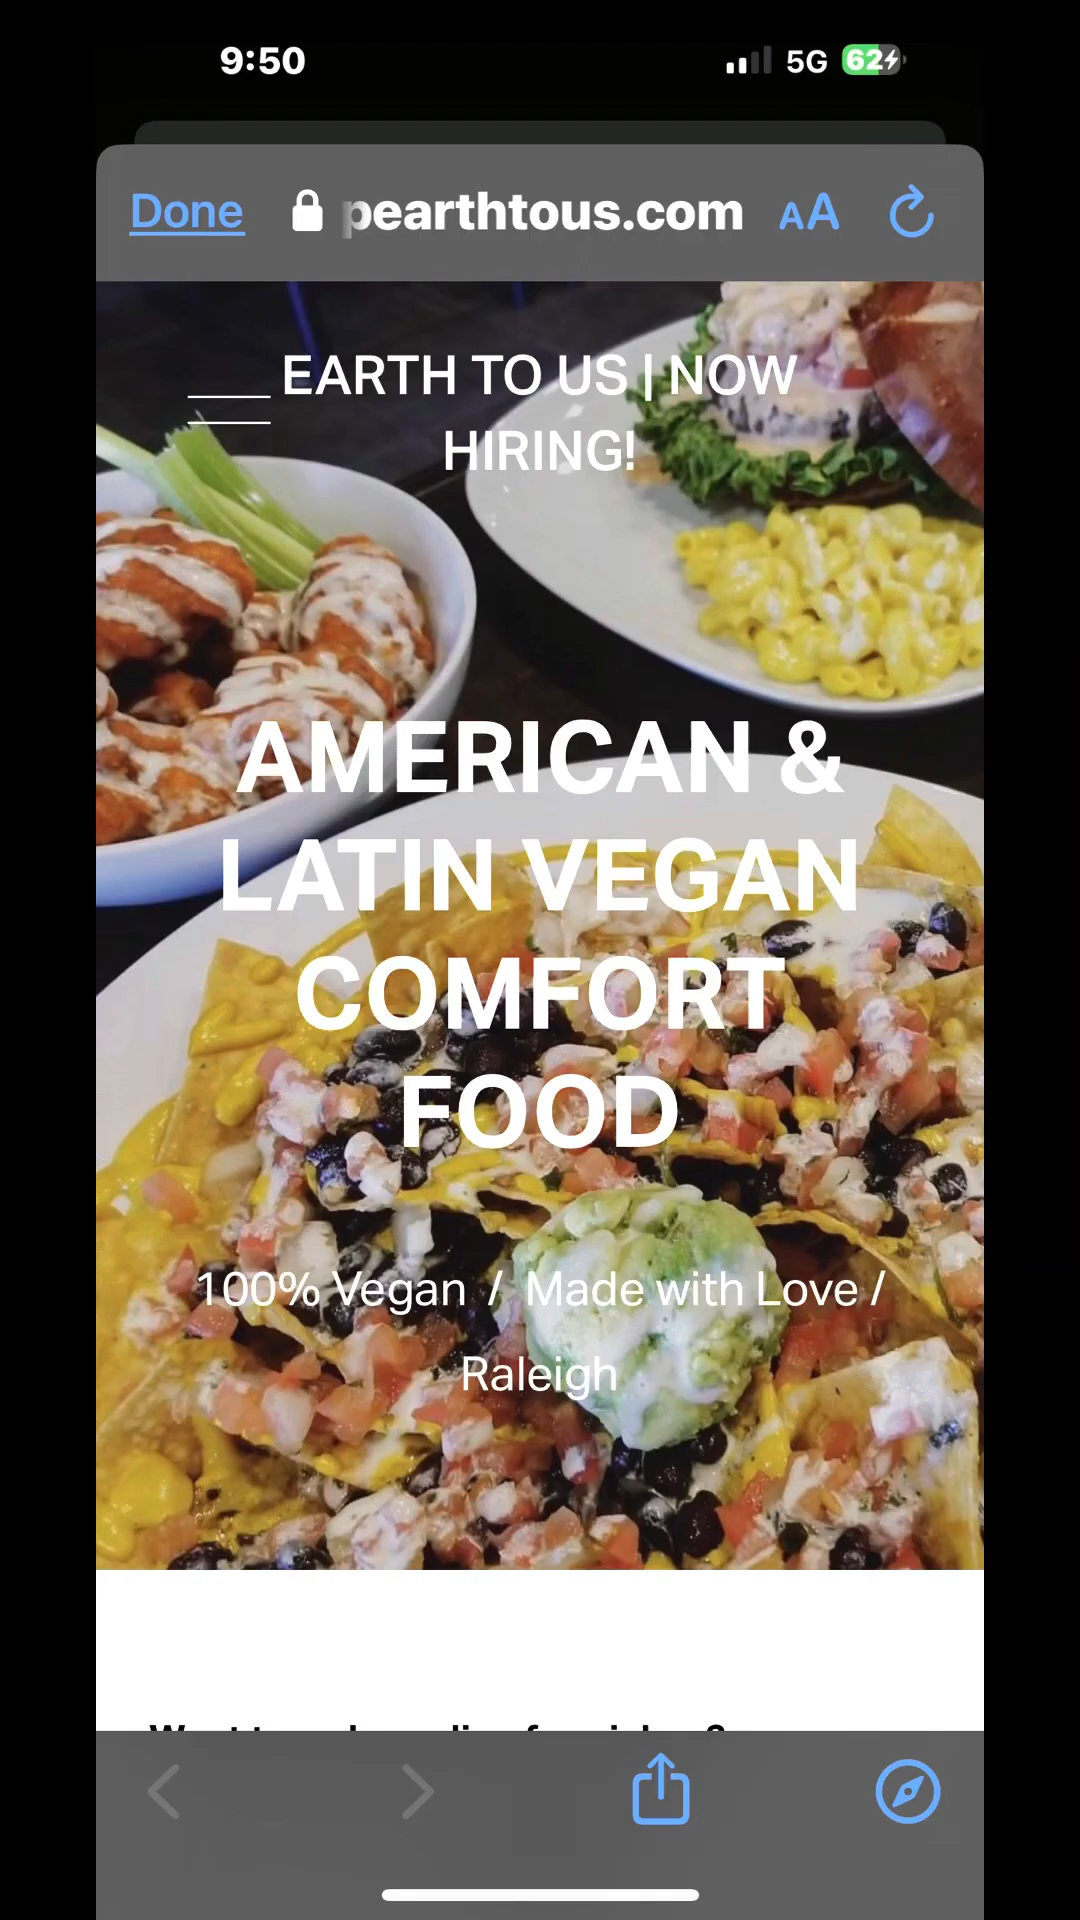 9:50
5G 62
Done pearthtous.com AA
EARTH TO US | NOW
HIRING!
AMERICAN &
LATIN VEGAN
COMFORT
FOOD
100% Vegan / Made with Love /
Raleigh